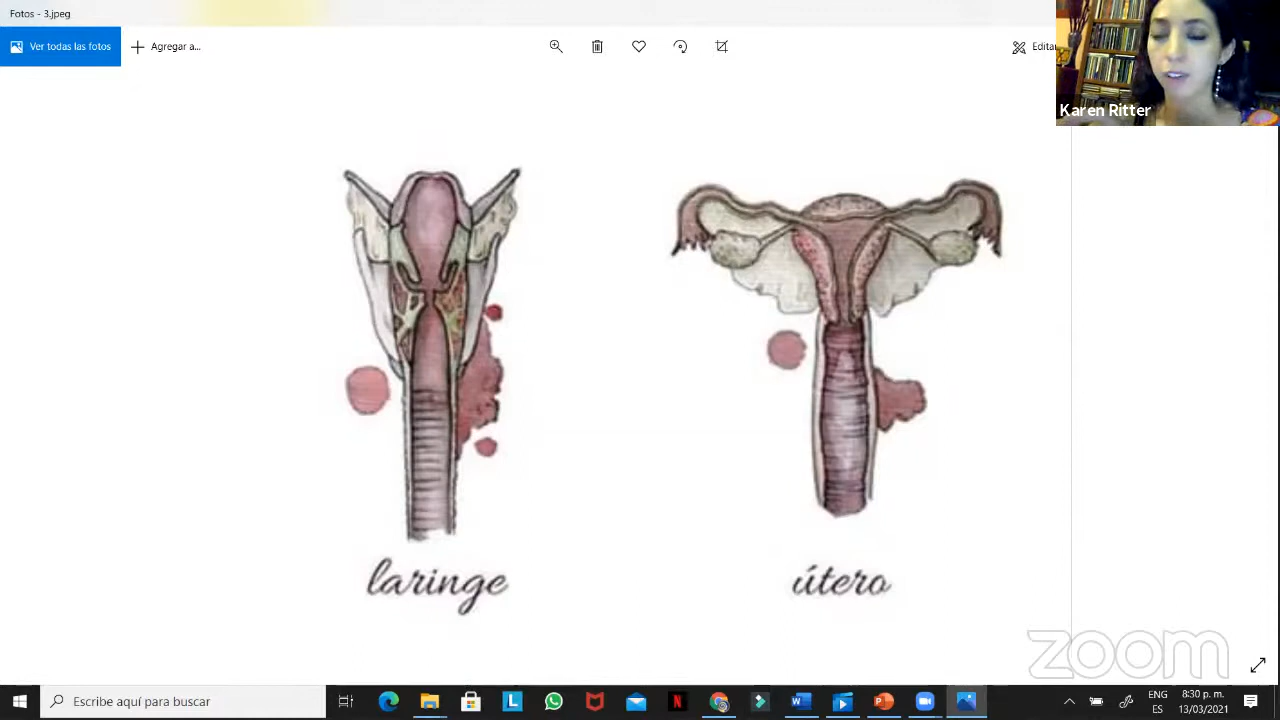 Fotos - 3.jpeg
Ver todas las fotos
Agregar a...
Karen Ritter
laringe
útero
zoom
Escribe aquí para buscar
ENG
ES
8:30 p. m.
13/03/2021